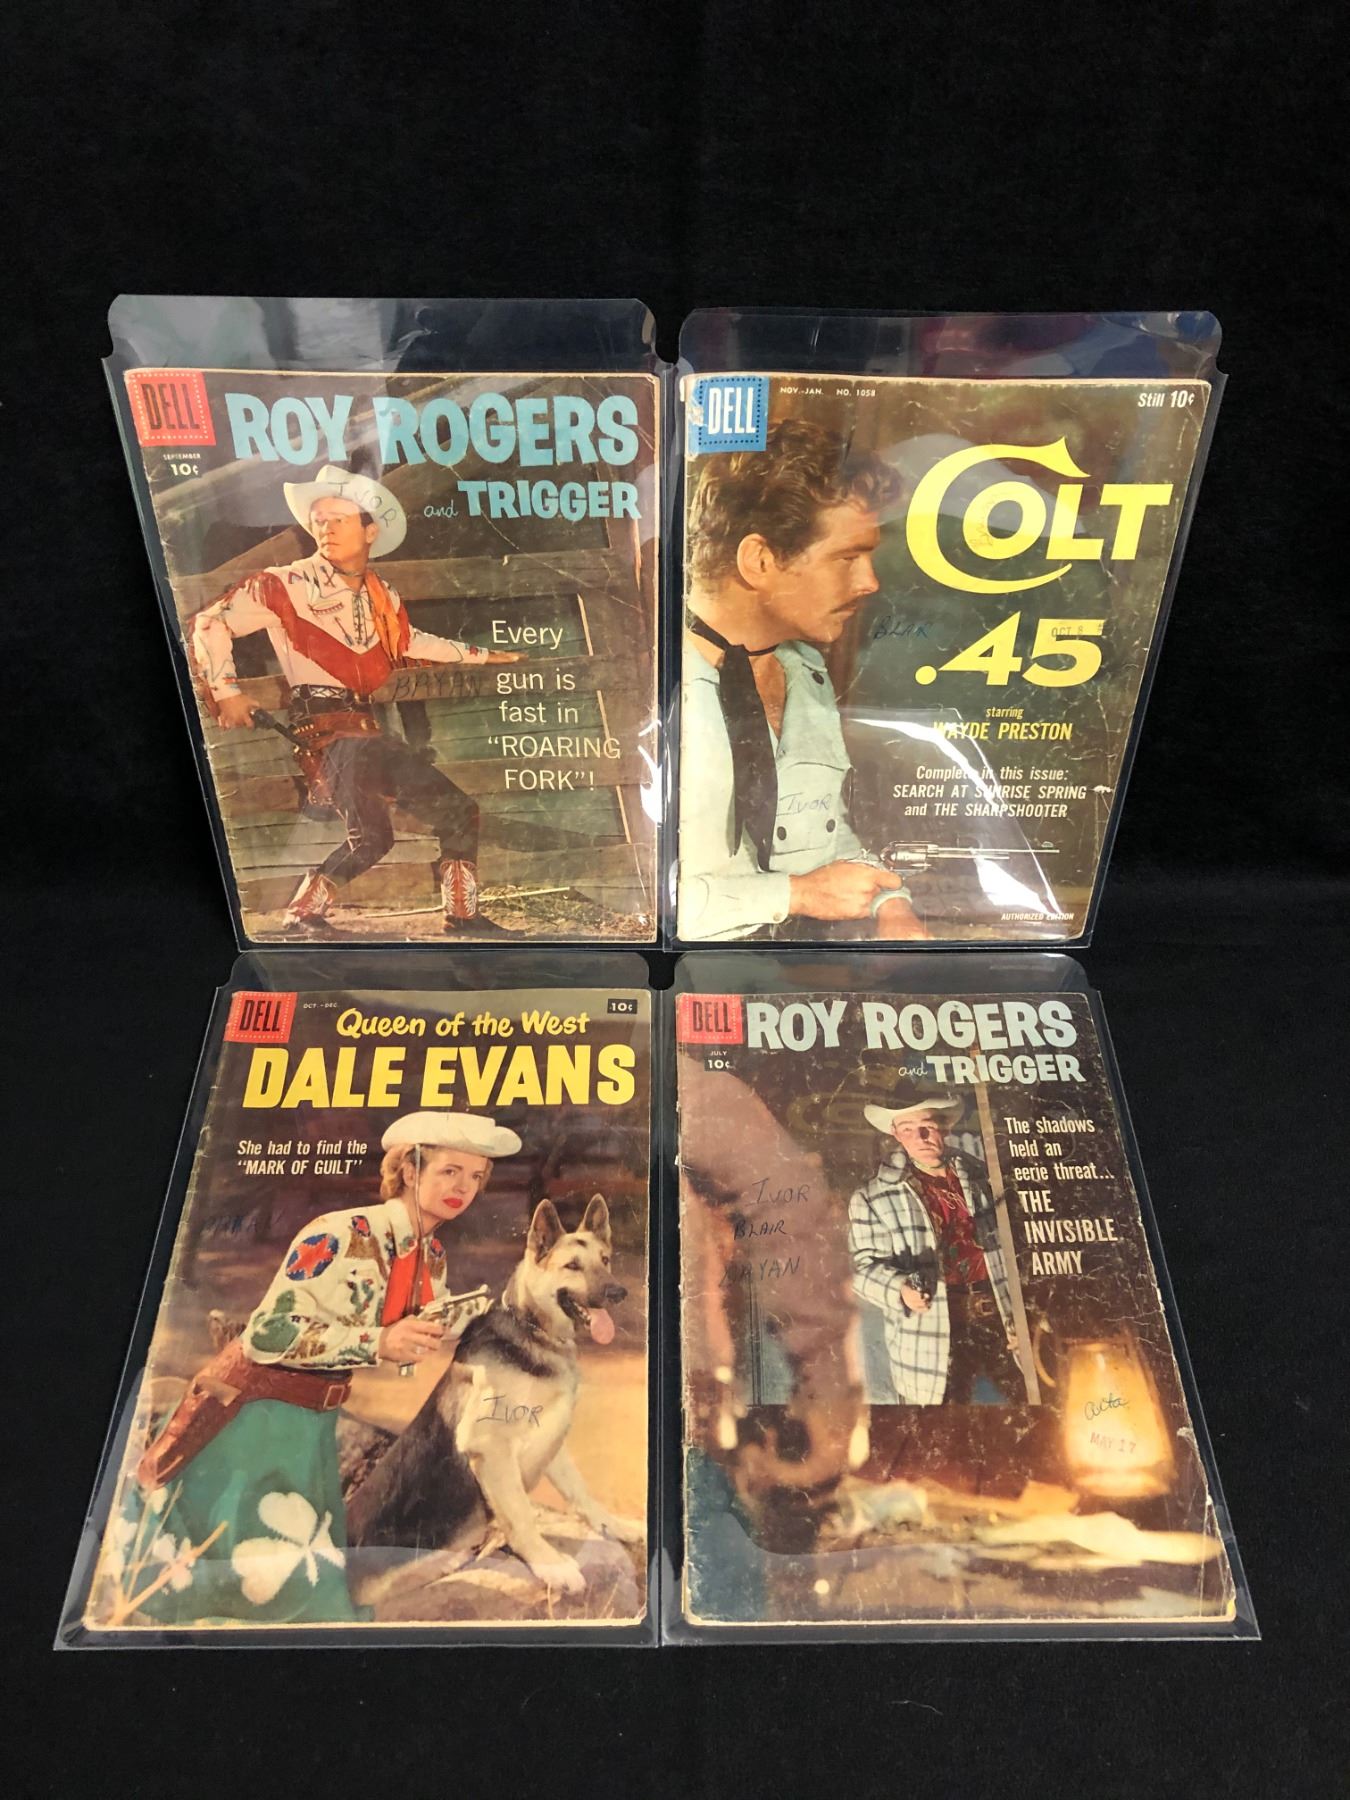 DELL
SEPTEMBER
10¢
ROY ROGERS
and TRIGGER
IVOR
BRYAN
Every
gun is
fast in
"ROARING
FORK"!
DELL
NOV.-JAN. NO. 1058
Still 10¢
COLT
.45
BLAR
OCT 8
starring
WAYDE PRESTON
Complete in this issue:
SEARCH AT SUNRISE SPRING
and THE SHARPSHOOTER
IVOR
AUTHORIZED EDITION
DELL
OCT.-DEC.
10¢
Queen of the West
DALE EVANS
She had to find the
"MARK OF GUILT"
IVOR
DELL
JULY
10¢
ROY ROGERS
and TRIGGER
The shadows
held an
eerie threat...
THE
INVISIBLE
ARMY
IVOR
BLAIR
BRYAN
MAY 17